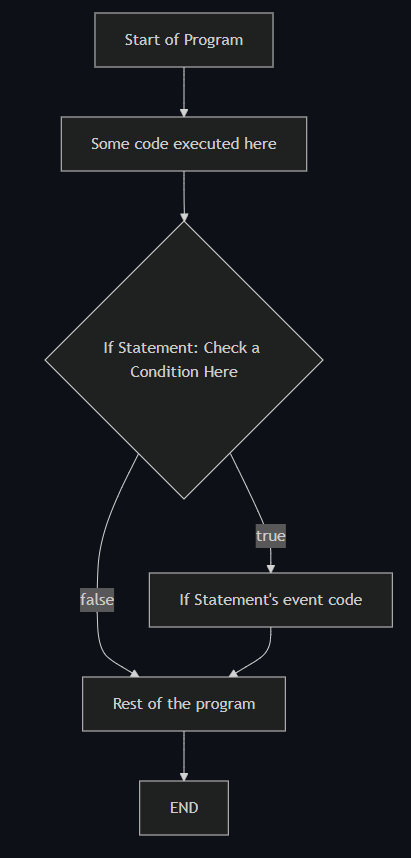 Start of Program
Some code executed here
If Statement: Check a
Condition Here
true
If Statement's event code
false
Rest of the program
END